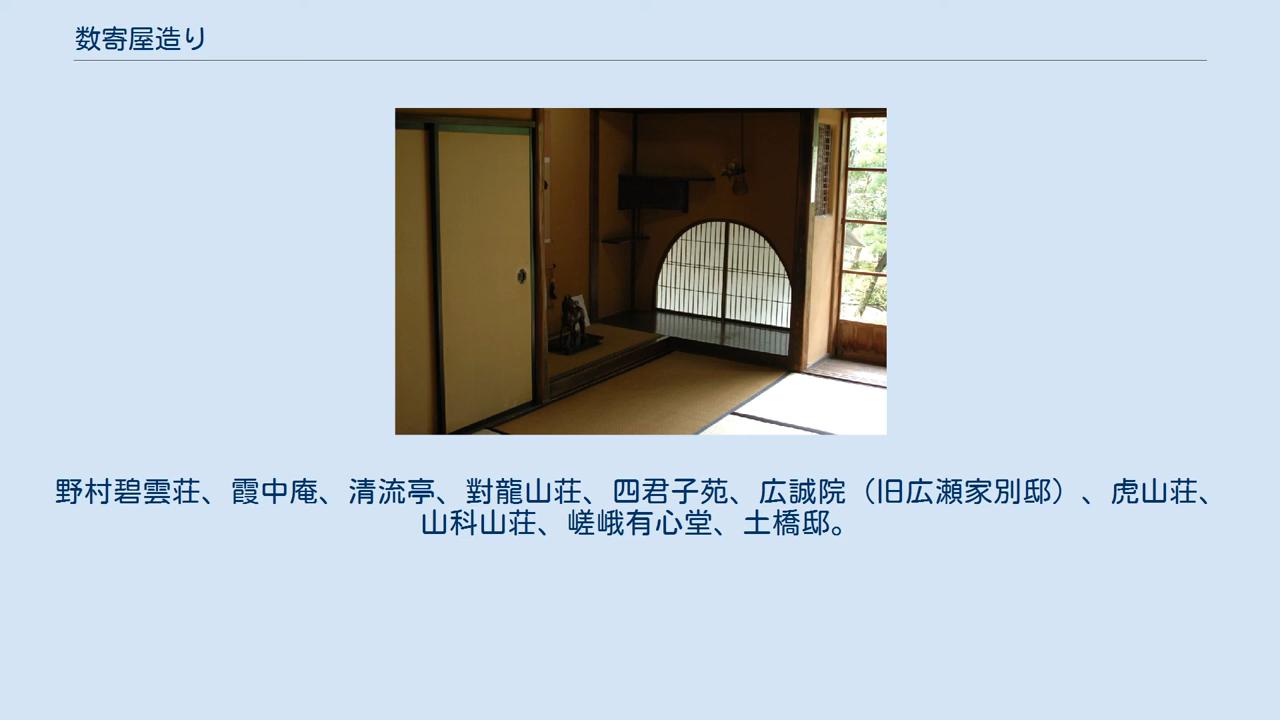 数寄屋造り
野村碧雲荘、霞中庵、清流亭、對龍山荘、四君子苑、広誠院（旧広瀬家別邸）、虎山荘、
山科山荘、嵯峨有心堂、土橋邸。